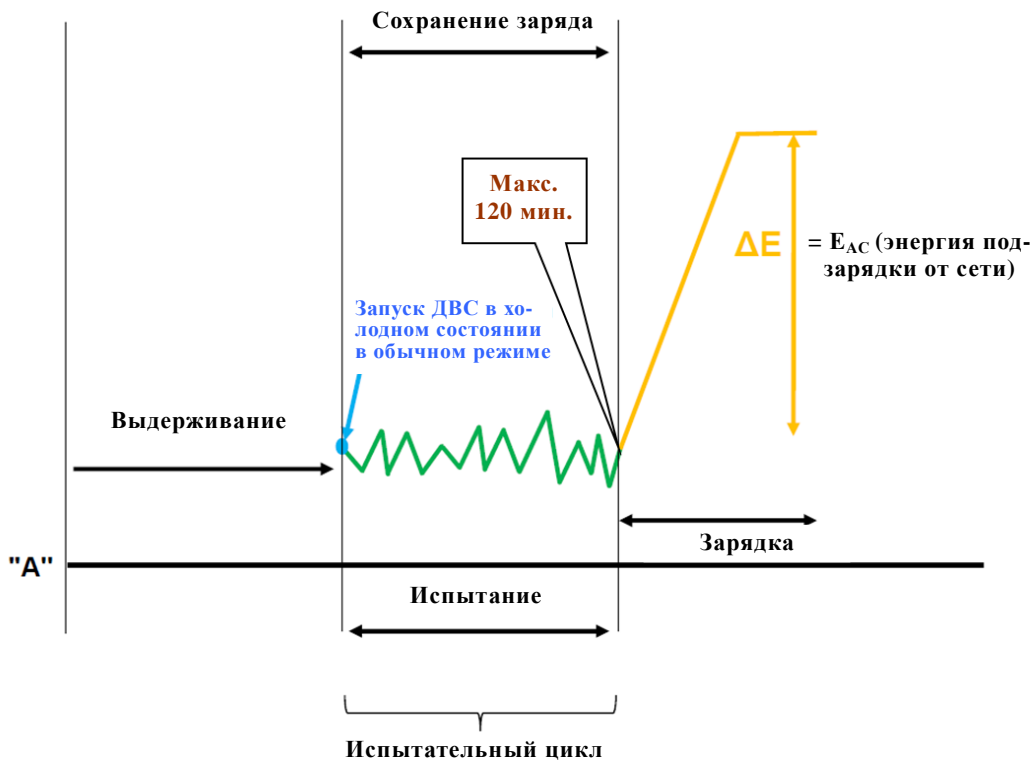 Сохранение заряда
Макс.
120 мин.
ΔE
= E_AC (энергия под-
зарядки от сети)
Запуск ДВС в хо-
лодном состоянии
в обычном режиме
Выдерживание
Зарядка
"A"
Испытание
Испытательный цикл